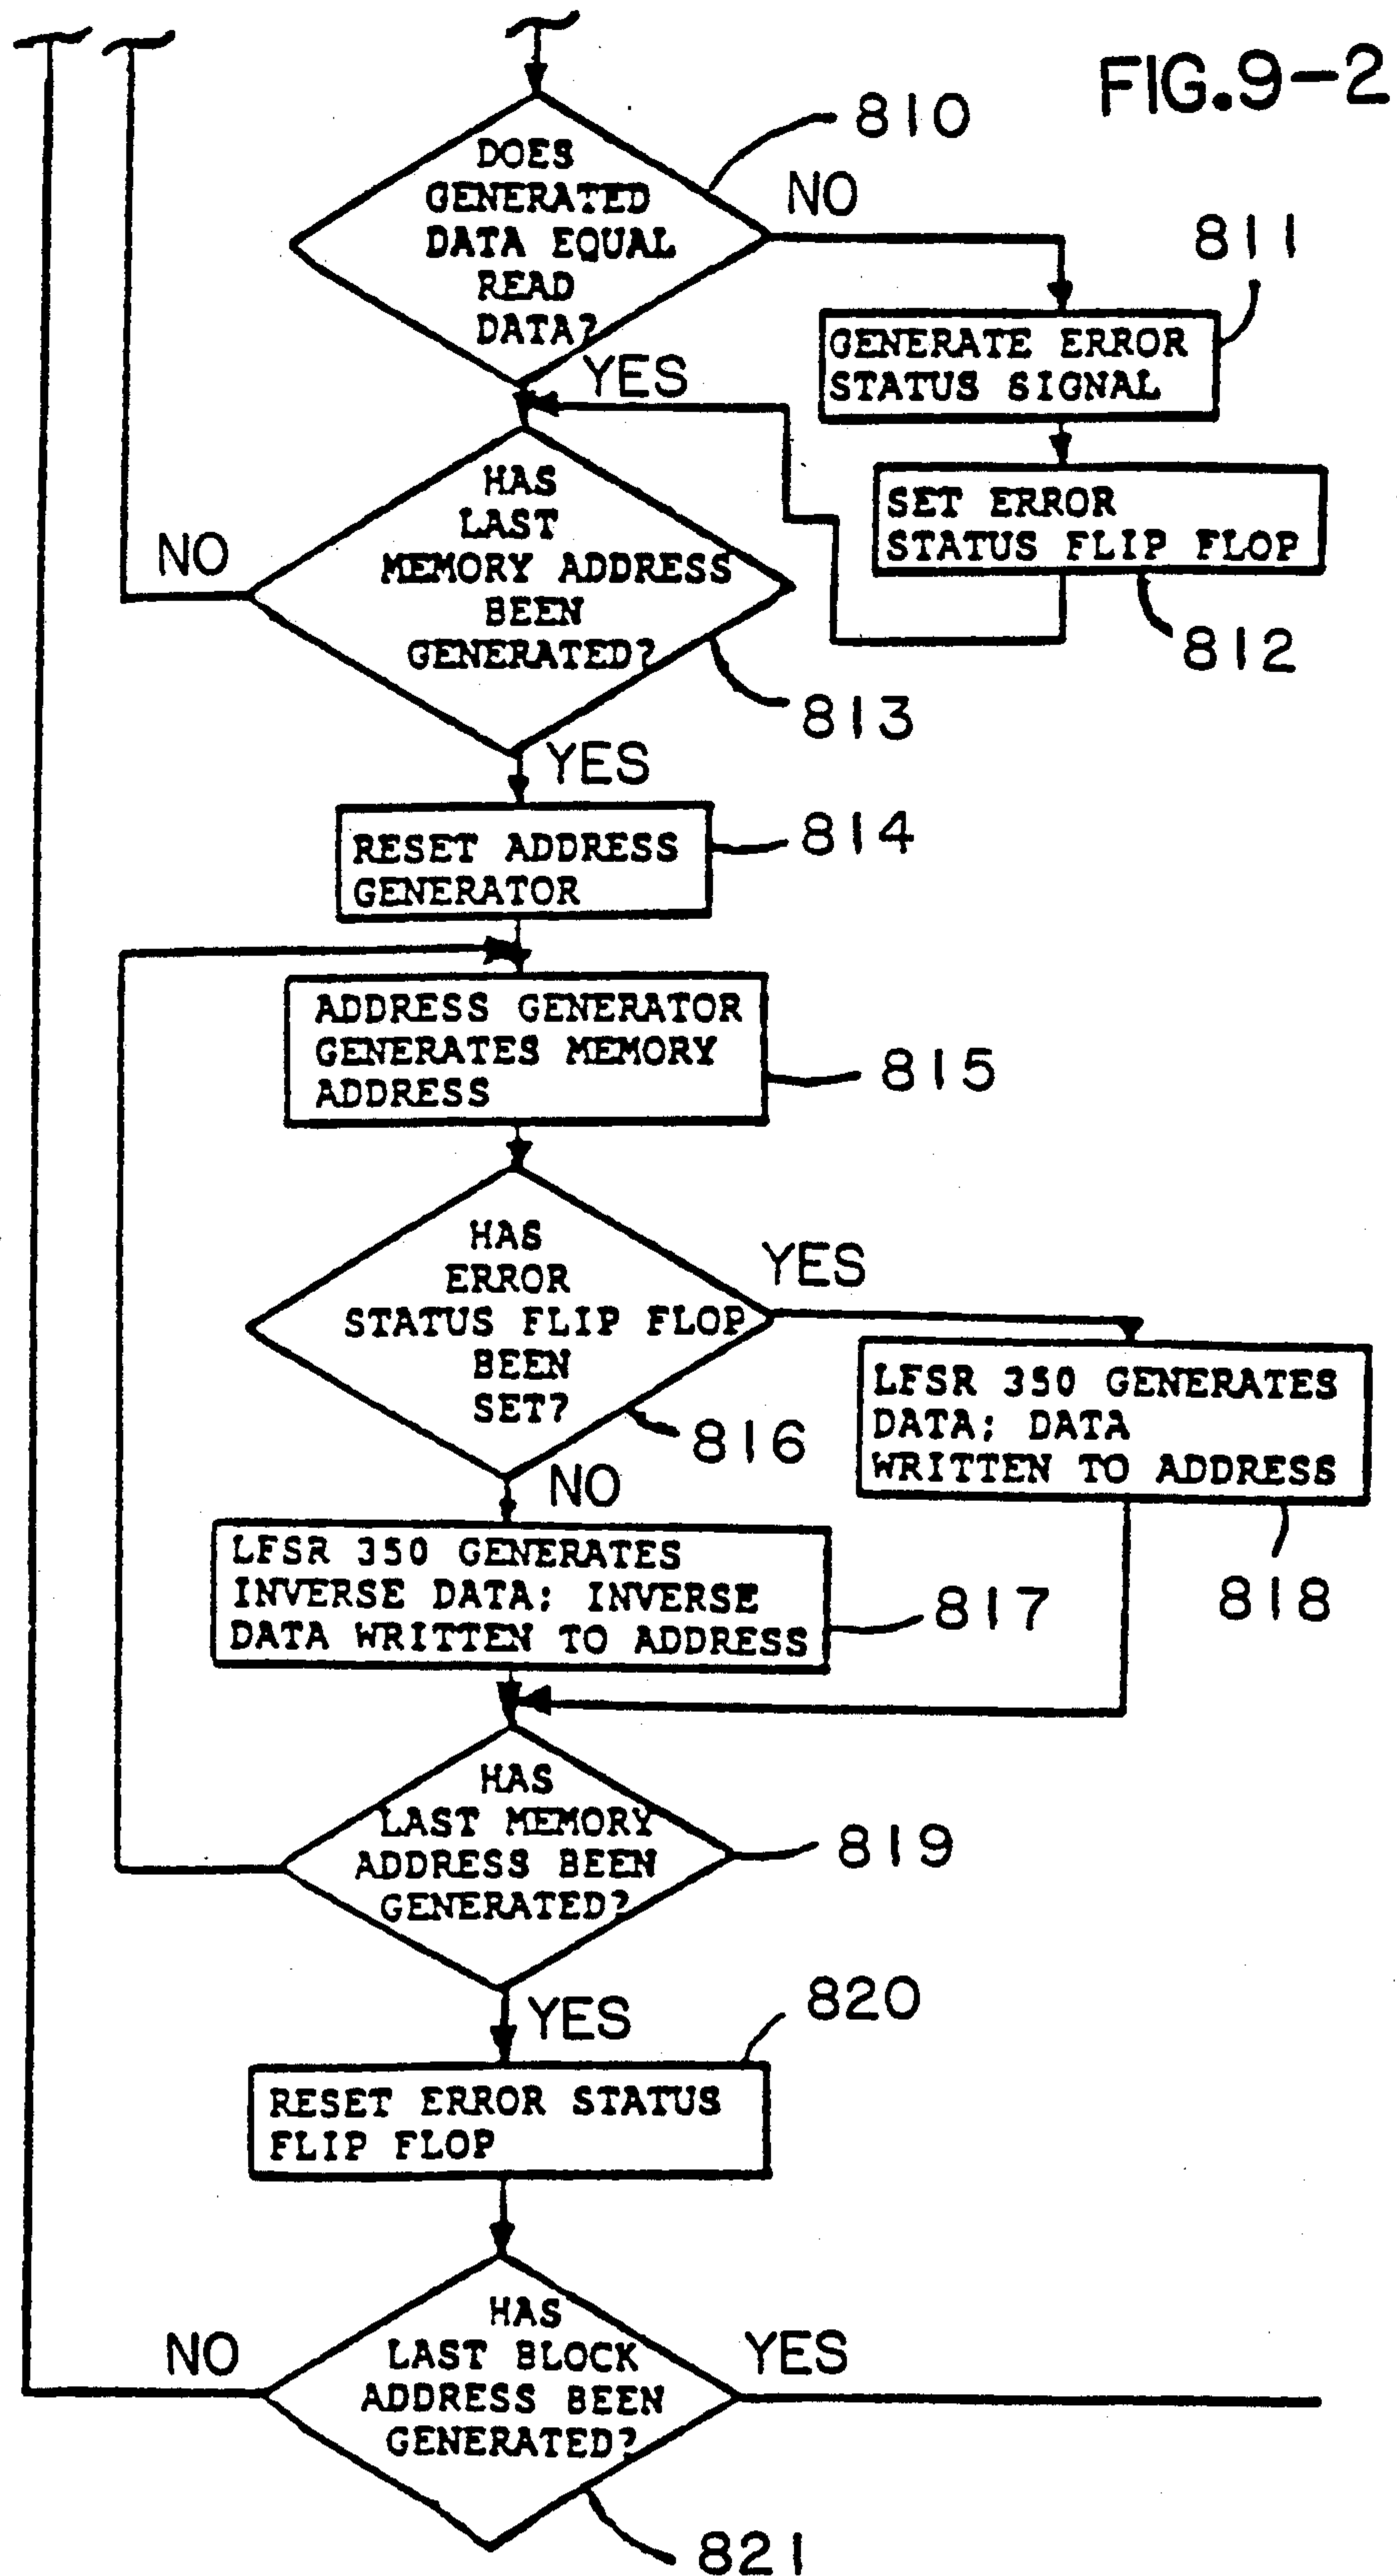 FIG.9-2
810
DOES
GENERATED
DATA EQUAL
READ
DATA?
NO
811
YES
GENERATE ERROR
STATUS SIGNAL
SET ERROR
STATUS FLIP FLOP
812
HAS
LAST
MEMORY ADDRESS
BEEN
GENERATED?
NO
813
YES
RESET ADDRESS
GENERATOR
814
ADDRESS GENERATOR
GENERATES MEMORY
ADDRESS
815
HAS
ERROR
STATUS FLIP FLOP
BEEN
SET?
YES
816
NO
LFSR 350 GENERATES
DATA; DATA
WRITTEN TO ADDRESS
818
LFSR 350 GENERATES
INVERSE DATA; INVERSE
DATA WRITTEN TO ADDRESS
817
HAS
LAST MEMORY
ADDRESS BEEN
GENERATED?
819
YES
820
RESET ERROR STATUS
FLIP FLOP
HAS
LAST BLOCK
ADDRESS BEEN
GENERATED?
NO
YES
821